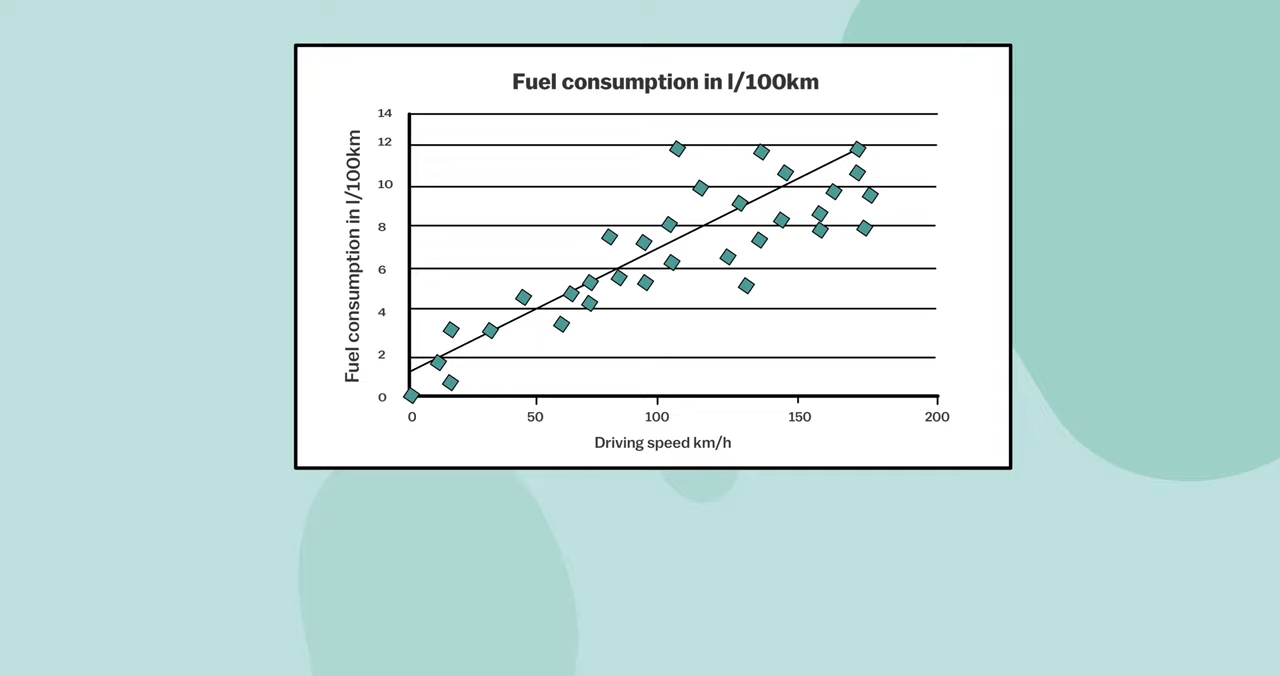 Fuel consumption in l/100km
Fuel consumption in l/100km
14
12
10
8
6
4
2
0
0 50 100 150 200
Driving speed km/h